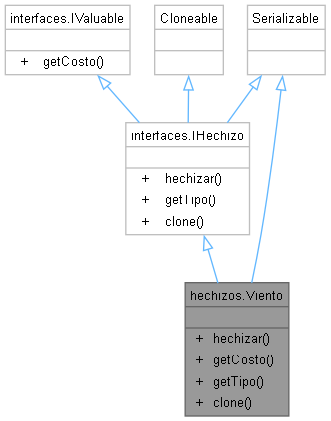 interfaces.IValuable
Cloneable
Serializable
+ getCosto()
interfaces.IHechizo
+ hechizar()
+ getTipo()
+ clone()
hechizos.Viento
+ hechizar()
+ getCosto()
+ getTipo()
+ clone()